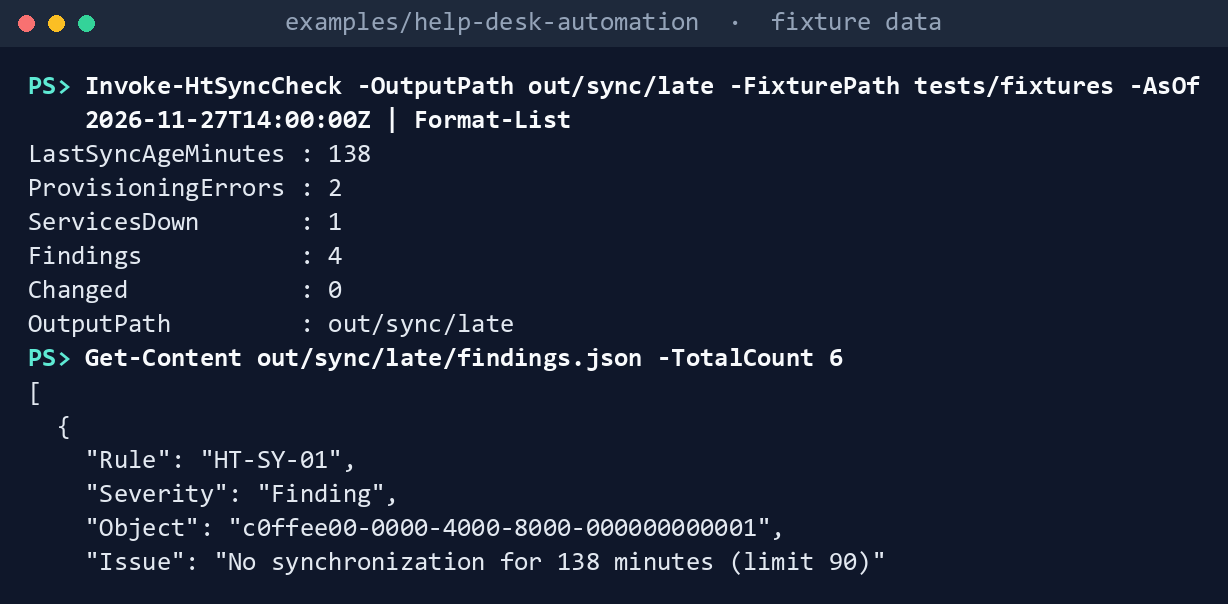 examples/help-desk-automation · fixture data
PS> Invoke-HtSyncCheck -OutputPath out/sync/late -FixturePath tests/fixtures -AsOf
2026-11-27T14:00:00Z | Format-List
LastSyncAgeMinutes : 138
ProvisioningErrors : 2
ServicesDown       : 1
Findings           : 4
Changed            : 0
OutputPath         : out/sync/late
PS> Get-Content out/sync/late/findings.json -TotalCount 6
[
  {
    "Rule": "HT-SY-01",
    "Severity": "Finding",
    "Object": "c0ffee00-0000-4000-8000-000000000001",
    "Issue": "No synchronization for 138 minutes (limit 90)"